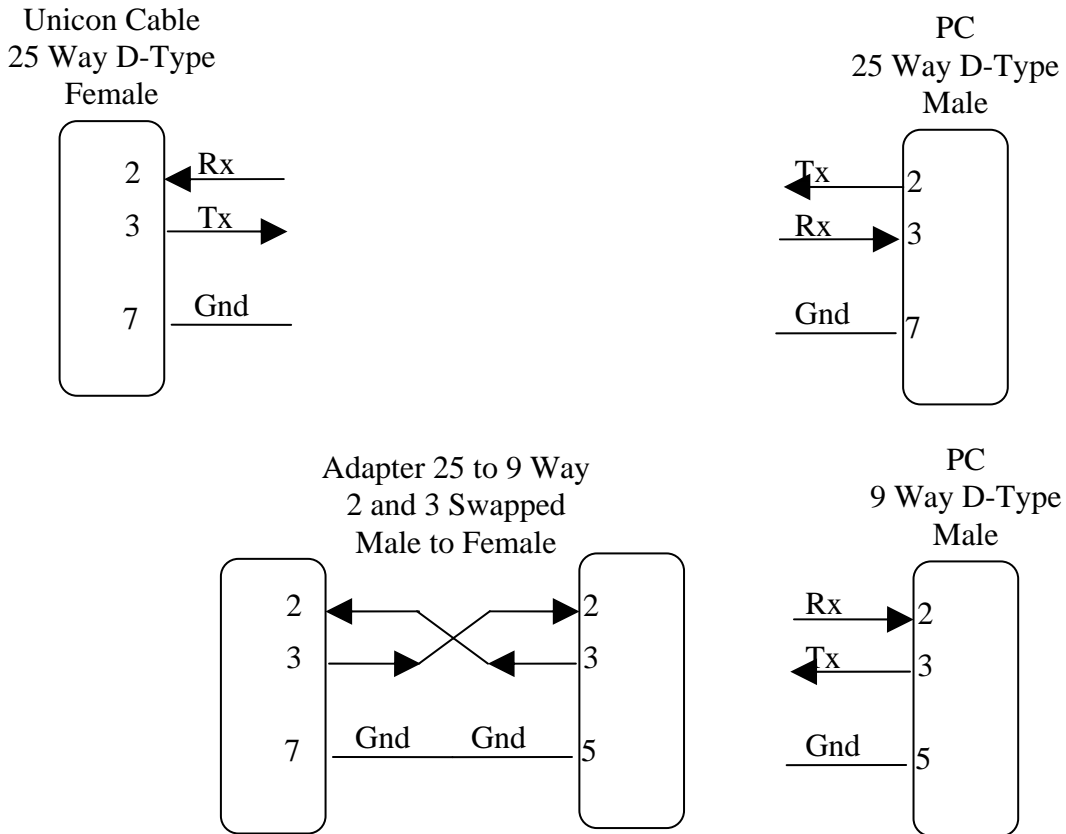 Unicon Cable
25 Way D-Type
Female
2 Rx
3 Tx
7 Gnd
PC
25 Way D-Type
Male
Tx 2
Rx 3
Gnd 7
Adapter 25 to 9 Way
2 and 3 Swapped
Male to Female
2 2
3 3
7 Gnd Gnd 5
PC
9 Way D-Type
Male
Rx 2
Tx 3
Gnd 5